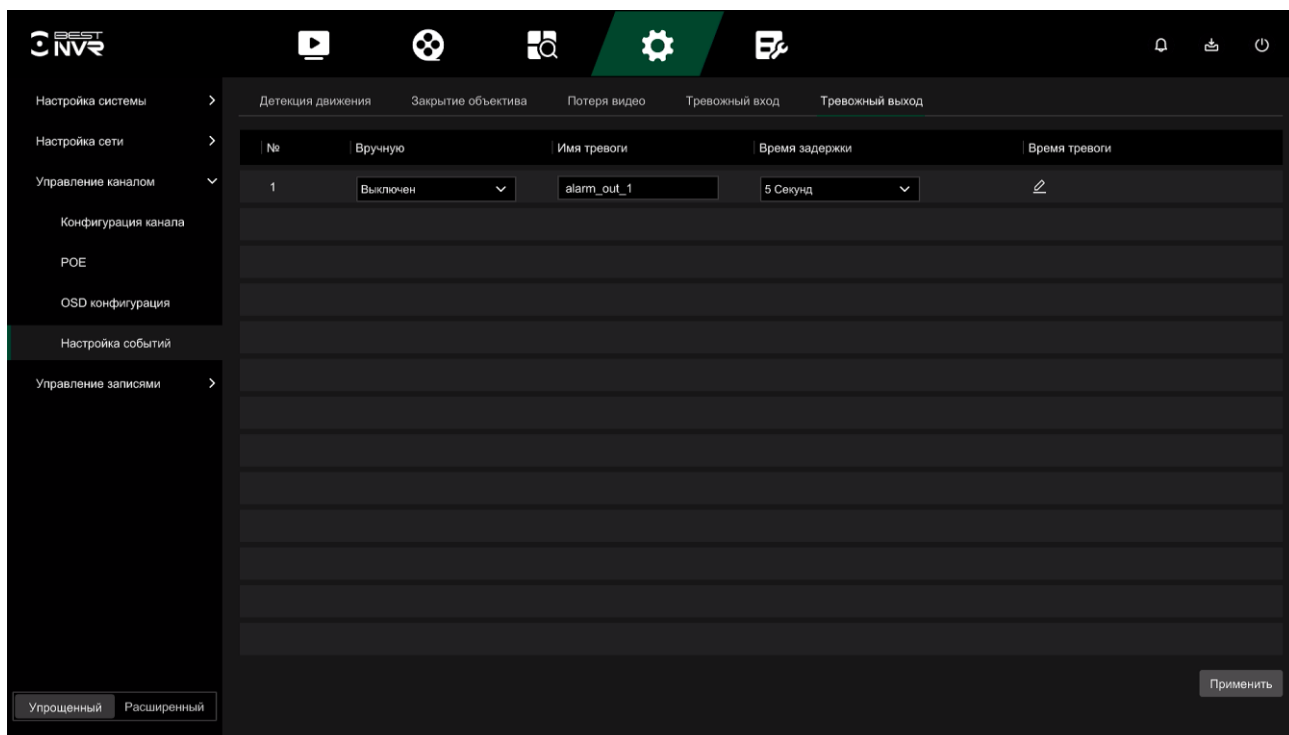 BEST
NVR
Настройка системы
Настройка сети
Управление каналом
Конфигурация канала
POE
OSD конфигурация
Настройка событий
Управление записями
Упрощенный Расширенный
Детекция движения Закрытие объектива Потеря видео Тревожный вход Тревожный выход
№ Вручную Имя тревоги Время задержки Время тревоги
1 Выключен alarm_out_1 5 Секунд
Применить